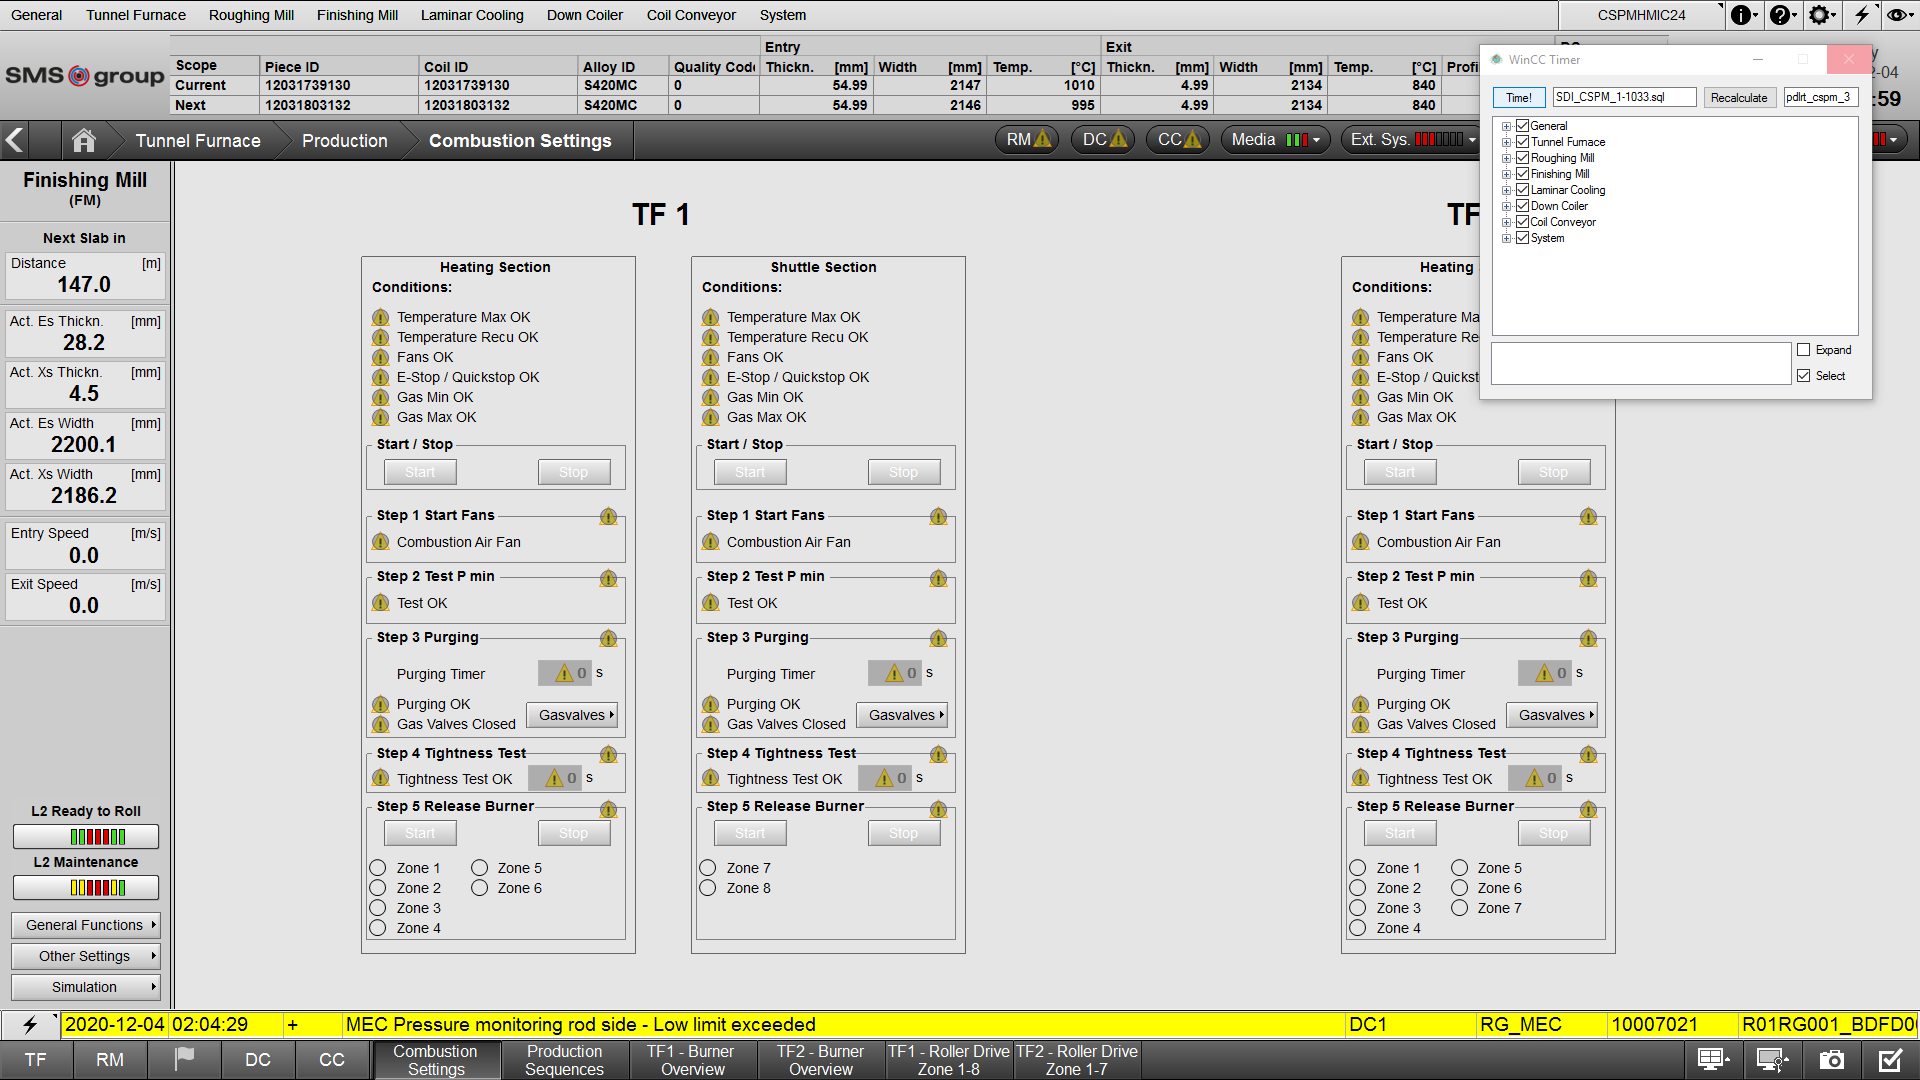 General Tunnel Furnace Roughing Mill Finishing Mill Laminar Cooling Down Coiler Coil Conveyor System CSPMHMIC24
SMS group
Entry Exit
Scope Piece ID Coil ID Alloy ID Quality Code Thickn. [mm] Width [mm] Temp. [°C] Thickn. [mm] Width [mm] Temp. [°C] Profi
Current 12031739130 12031739130 S420MC 0 54.99 2147 1010 4.99 2134 840
Next 12031803132 12031803132 S420MC 0 54.99 2146 995 4.99 2134 840
-04
:59
Tunnel Furnace Production Combustion Settings RM DC CC Media Ext. Sys.
WinCC Timer
Time! SDI_CSPM_1-1033.sql Recalculate pdlrt_cspm_3
General
Tunnel Furnace
Roughing Mill
Finishing Mill
Laminar Cooling
Down Coiler
Coil Conveyor
System
Expand
Select
Finishing Mill
(FM)
Next Slab in
Distance [m]
147.0
Act. Es Thickn. [mm]
28.2
Act. Xs Thickn. [mm]
4.5
Act. Es Width [mm]
2200.1
Act. Xs Width [mm]
2186.2
Entry Speed [m/s]
0.0
Exit Speed [m/s]
0.0
L2 Ready to Roll
L2 Maintenance
General Functions
Other Settings
Simulation
TF 1
Heating Section
Conditions:
Temperature Max OK
Temperature Recu OK
Fans OK
E-Stop / Quickstop OK
Gas Min OK
Gas Max OK
Start / Stop
Start Stop
Step 1 Start Fans
Combustion Air Fan
Step 2 Test P min
Test OK
Step 3 Purging
Purging Timer 0 s
Purging OK
Gas Valves Closed Gasvalves
Step 4 Tightness Test
Tightness Test OK 0 s
Step 5 Release Burner
Start Stop
Zone 1 Zone 5
Zone 2 Zone 6
Zone 3
Zone 4
Shuttle Section
Conditions:
Temperature Max OK
Temperature Recu OK
Fans OK
E-Stop / Quickstop OK
Gas Min OK
Gas Max OK
Start / Stop
Start Stop
Step 1 Start Fans
Combustion Air Fan
Step 2 Test P min
Test OK
Step 3 Purging
Purging Timer 0 s
Purging OK
Gas Valves Closed Gasvalves
Step 4 Tightness Test
Tightness Test OK 0 s
Step 5 Release Burner
Start Stop
Zone 7
Zone 8
TF
Heating
Conditions:
Temperature Ma
Temperature Re
Fans OK
E-Stop / Quickst
Gas Min OK
Gas Max OK
Start / Stop
Start Stop
Step 1 Start Fans
Combustion Air Fan
Step 2 Test P min
Test OK
Step 3 Purging
Purging Timer 0 s
Purging OK
Gas Valves Closed Gasvalves
Step 4 Tightness Test
Tightness Test OK 0 s
Step 5 Release Burner
Start Stop
Zone 1 Zone 5
Zone 2 Zone 6
Zone 3 Zone 7
Zone 4
2020-12-04 02:04:29 + MEC Pressure monitoring rod side - Low limit exceeded DC1 RG_MEC 10007021 R01RG001_BDFD0
TF RM DC CC
Combustion Settings
Production Sequences
TF1 - Burner Overview
TF2 - Burner Overview
TF1 - Roller Drive Zone 1-8
TF2 - Roller Drive Zone 1-7